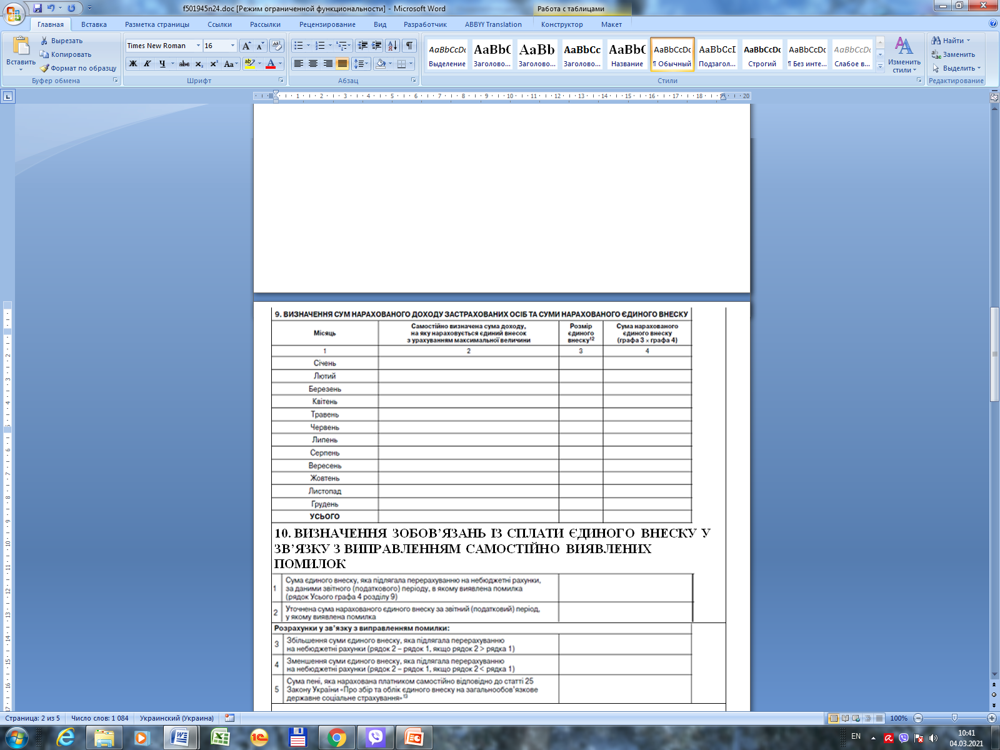 f501945n24.doc [Режим ограниченной функциональности] - Microsoft Word
Работа с таблицами
Главная Вставка Разметка страницы Ссылки Рассылки Рецензирование Вид Разработчик ABBYY Translation Конструктор Макет
Вставить
Вырезать
Копировать
Формат по образцу
Буфер обмена
Times New Roman 16
Шрифт
Абзац
AaBbCcDc AaBbC AaBb AaBbCc AaBbC AaBbCcDc AaBbCcI AaBbCcDc AaBbCcDc AaBbCcDc
Выделение Заголово... Заголово... Заголово... Название ¶ Обычный Подзагол... Строгий ¶ Без инте... Слабое в...
Стили
Изменить стили
Найти
Заменить
Выделить
Редактирование
1 2 3 4 5 6 7 8 9 10 11 12 13 14 15 16 17 18 20
9. ВИЗНАЧЕННЯ СУМ НАРАХОВАНОГО ДОХОДУ ЗАСТРАХОВАНИХ ОСІБ ТА СУМИ НАРАХОВАНОГО ЄДИНОГО ВНЕСКУ
Місяць
Самостійно визначена сума доходу,
на яку нараховується єдиний внесок
з урахуванням максимальної величини
Розмір
єдиного
внеску12
Сума нарахованого
єдиного внеску
(графа 3 × графа 4)
1 2 3 4
Січень
Лютий
Березень
Квітень
Травень
Червень
Липень
Серпень
Вересень
Жовтень
Листопад
Грудень
УСЬОГО
10. ВИЗНАЧЕННЯ ЗОБОВ’ЯЗАНЬ ІЗ СПЛАТИ ЄДИНОГО ВНЕСКУ У
ЗВ’ЯЗКУ З ВИПРАВЛЕННЯМ САМОСТІЙНО ВИЯВЛЕНИХ
ПОМИЛОК
1 Сума єдиного внеску, яка підлягала перерахуванню на небюджетні рахунки,
за даними звітного (податкового) періоду, в якому виявлена помилка
(рядок Усього графа 4 розділу 9)
2 Уточнена сума нарахованого єдиного внеску за звітний (податковий) період,
у якому виявлена помилка
Розрахунки у зв’язку з виправленням помилки:
3 Збільшення суми єдиного внеску, яка підлягала перерахуванню
на небюджетні рахунки (рядок 2 – рядок 1, якщо рядок 2 > рядка 1)
4 Зменшення суми єдиного внеску, яка підлягала перерахуванню
на небюджетні рахунки (рядок 2 – рядок 1, якщо рядок 2 < рядка 1)
5 Сума пені, яка нарахована платником самостійно відповідно до статті 25
Закону України «Про збір та облік єдиного внеску на загальнообов’язкове
державне соціальне страхування»13
Страница: 2 из 5 Число слов: 1 084 Украинский (Украина) 100%
EN 10:41
04.03.2021